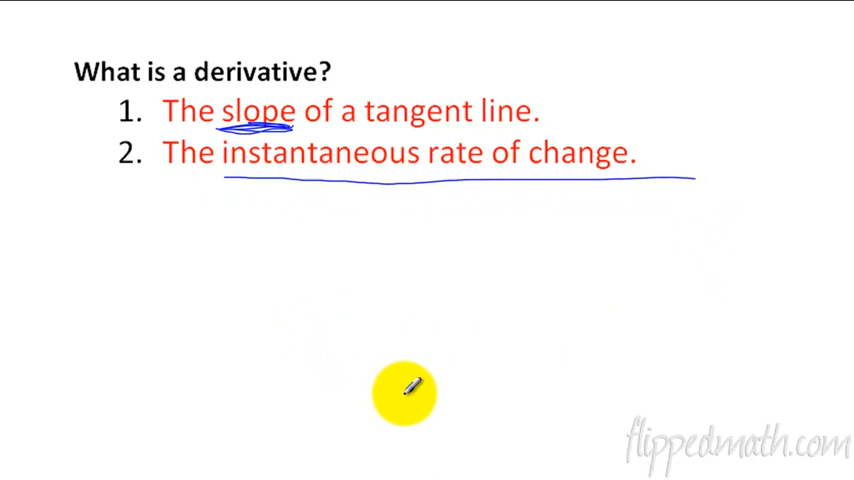 What is a derivative?
1. The slope of a tangent line.
2. The instantaneous rate of change.
flippedmath.com